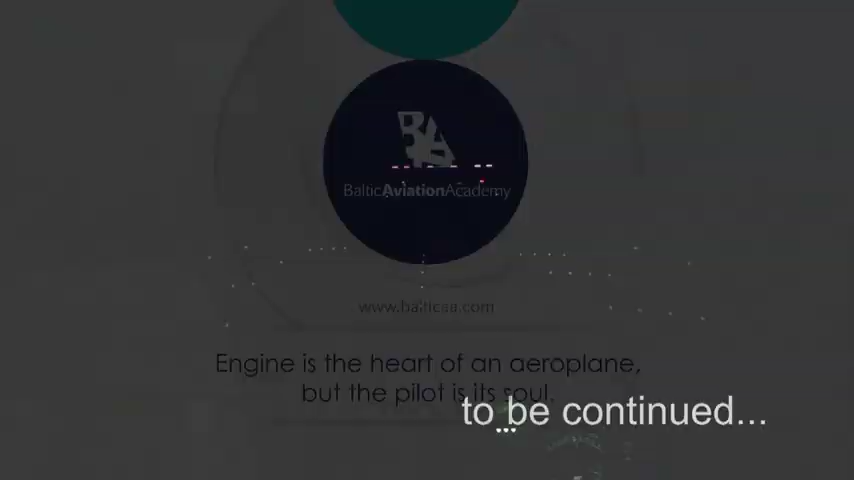 BA
BalticAviationAcademy
www.balticaa.com
Engine is the heart of an aeroplane,
but the pilot is its soul.
to be continued...